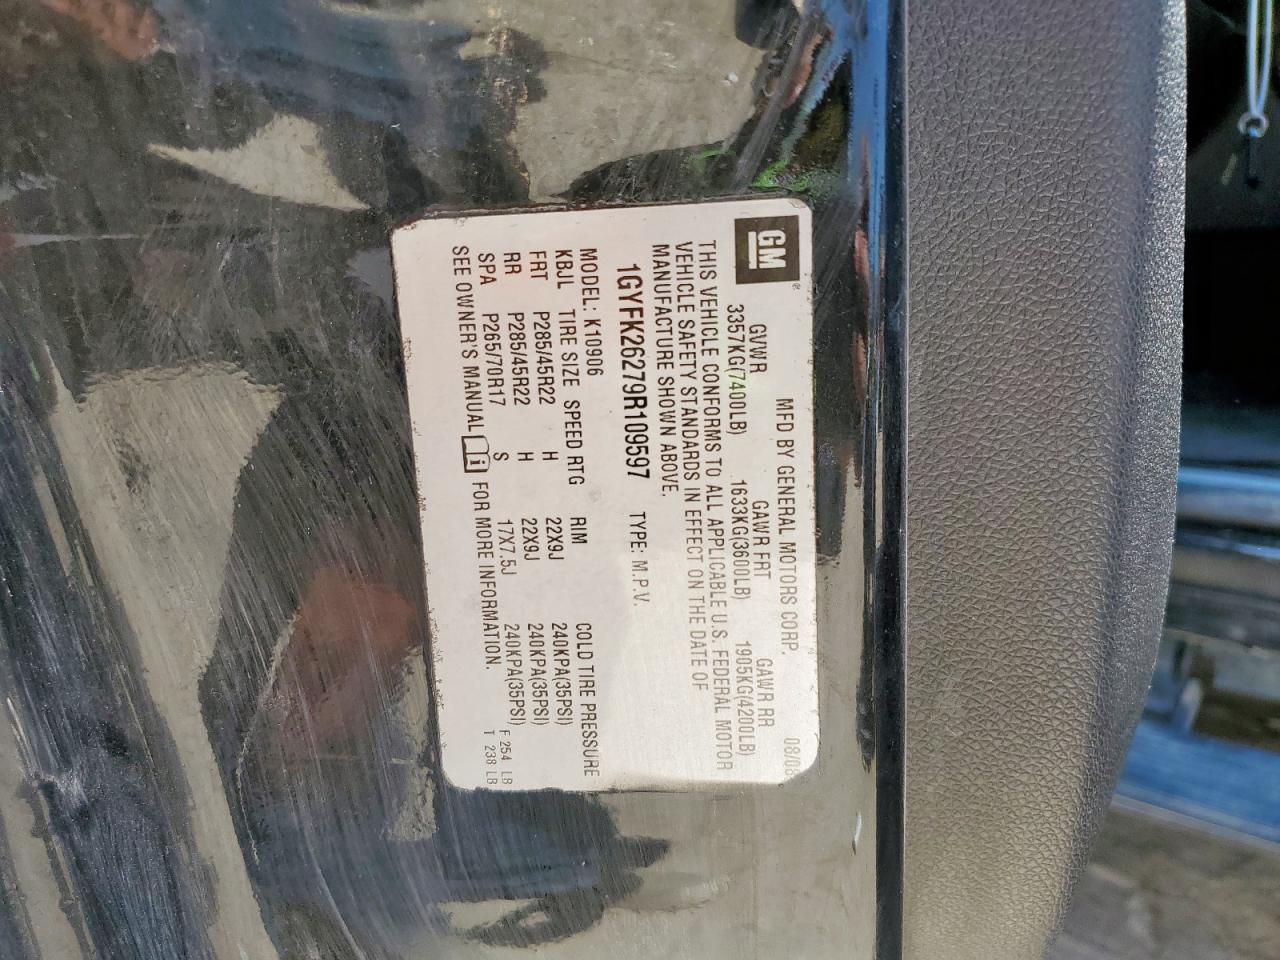 GM
MFD BY GENERAL MOTORS CORP. 08/08
GVWR GAWR FRT GAWR RR
3357KG(7400LB) 1633KG(3600LB) 1905KG(4200LB)
THIS VEHICLE CONFORMS TO ALL APPLICABLE U.S. FEDERAL MOTOR
VEHICLE SAFETY STANDARDS IN EFFECT ON THE DATE OF
MANUFACTURE SHOWN ABOVE.
1GYFK26279R109597 TYPE: M.P.V.
MODEL: K10906
KBJL TIRE SIZE SPEED RTG RIM COLD TIRE PRESSURE
FRT P285/45R22 H 22X9J 240KPA(35PSI)
RR P285/45R22 H 22X9J 240KPA(35PSI)
SPA P265/70R17 S 17X7.5J 240KPA(35PSI) F 254 LB
SEE OWNER'S MANUAL i FOR MORE INFORMATION. T 238 LB